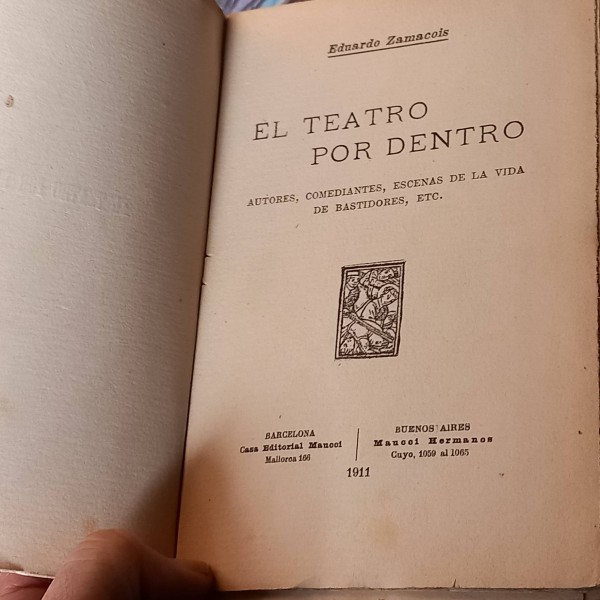 Eduardo Zamacois
EL TEATRO
POR DENTRO
AUTORES, COMEDIANTES, ESCENAS DE LA VIDA
DE BASTIDORES, ETC.
BARCELONA
Casa Editorial Maucci
Mallorca 166
BUENOS AIRES
Maucci Hermanos
Cuyo, 1059 al 1065
1911